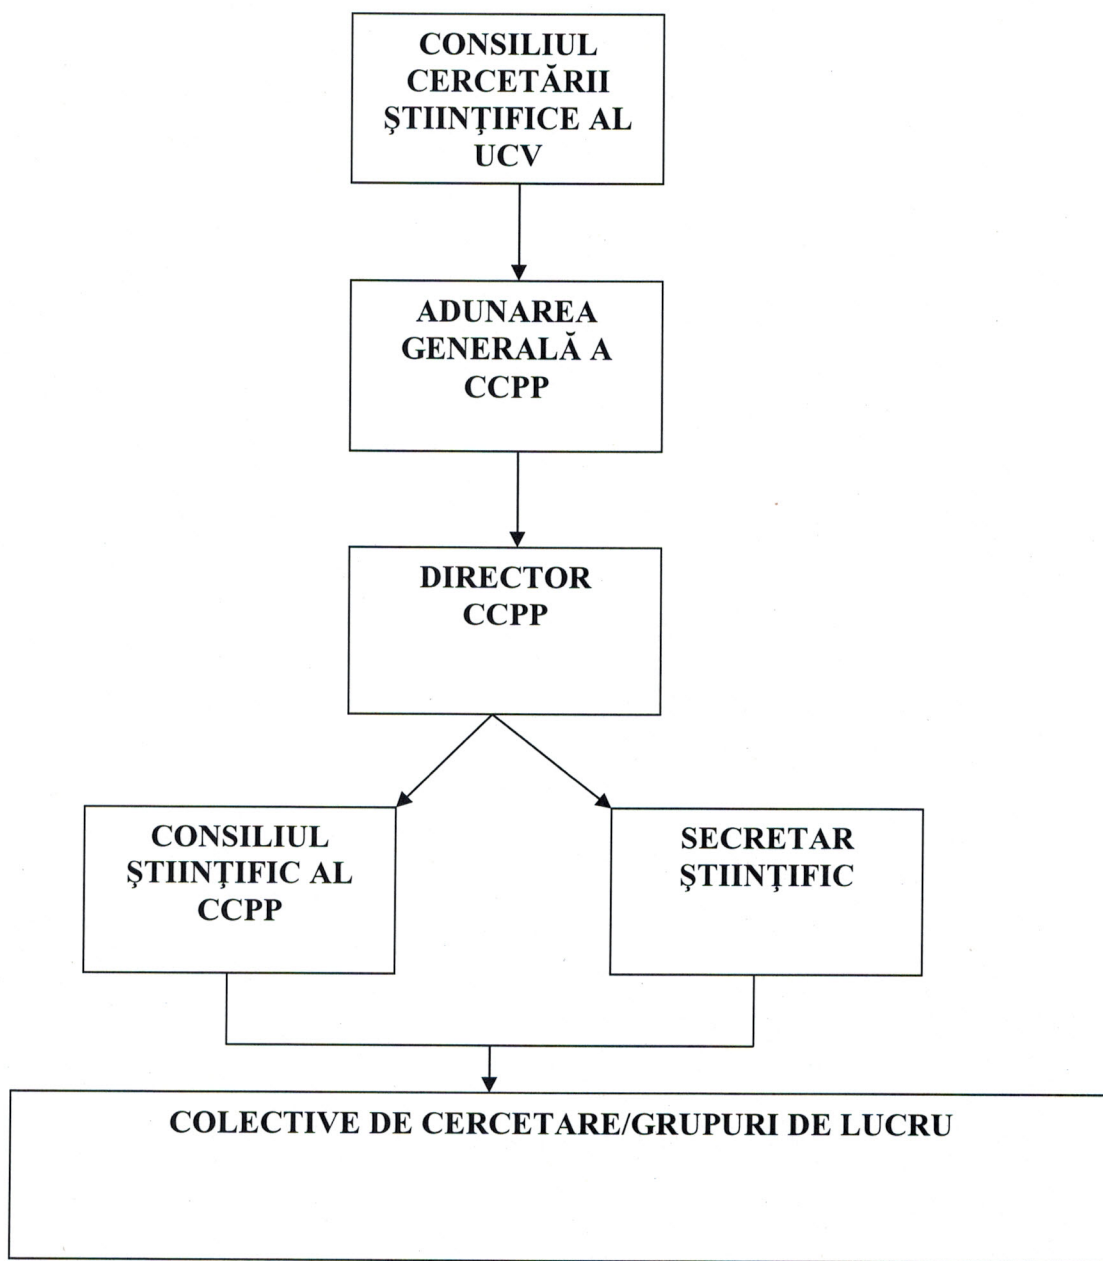 CONSILIUL
CERCETĂRII
ŞTIINŢIFICE AL
UCV
ADUNAREA
GENERALĂ A
CCPP
DIRECTOR
CCPP
CONSILIUL
ŞTIINŢIFIC AL
CCPP
SECRETAR
ŞTIINŢIFIC
COLECTIVE DE CERCETARE/GRUPURI DE LUCRU